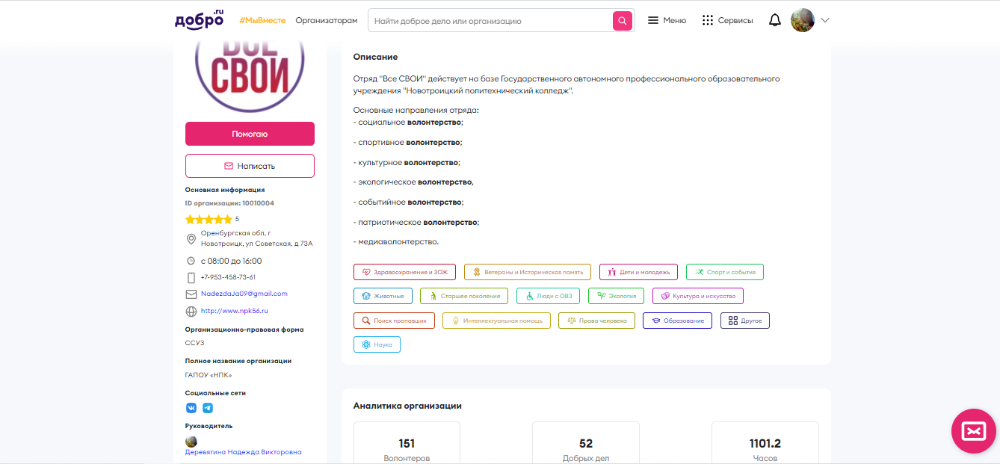 добро.ru
#МыВместе
Организаторам
Найти доброе дело или организацию
Меню
Сервисы
ВСЕ
СВОИ
Помогаю
Написать
Основная информация
ID организации: 10010004
5
Оренбургская обл, г
Новотроицк, ул Советская, д 73А
с 08:00 до 16:00
+7-953-458-73-61
NadezdaJa09@gmail.com
http://www.npk56.ru
Организационно-правовая форма
ССУЗ
Полное название организации
ГАПОУ «НПК»
Социальные сети
Руководитель
Деревягина Надежда Викторовна
Описание
Отряд "Все СВОИ" действует на базе Государственного автономного профессионального образовательного
учреждения "Новотроицкий политехнический колледж".
Основные направления отряда:
- социальное волонтерство;
- спортивное волонтерство;
- культурное волонтерство;
- экологическое волонтерство,
- событийное волонтерство;
- патриотическое волонтерство;
- медиаволонтерство.
Здравоохранение и ЗОЖ
Ветераны и Историческая память
Дети и молодежь
Спорт и события
Животные
Старшее поколение
Люди с ОВЗ
Экология
Культура и искусство
Поиск пропавших
Интеллектуальная помощь
Права человека
Образование
Другое
Наука
Аналитика организации
151
Волонтеров
52
Добрых дел
1101.2
Часов